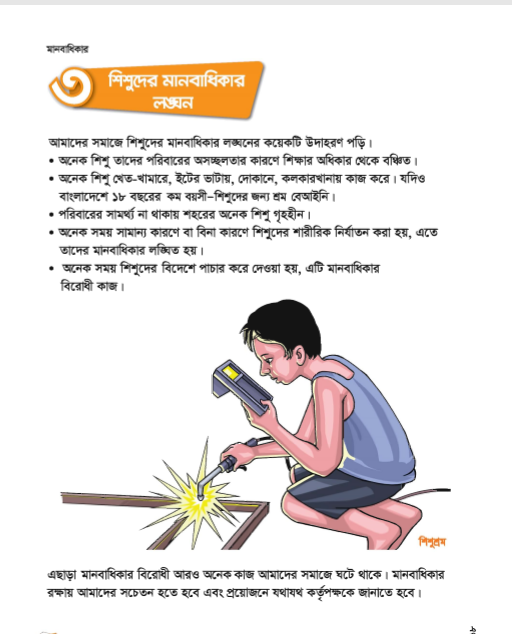 মানবাধিকার
৩
শিশুদের মানবাধিকার
লঙ্ঘন
আমাদের সমাজে শিশুদের মানবাধিকার লঙ্ঘনের কয়েকটি উদাহরণ পড়ি।
• অনেক শিশু তাদের পরিবারের অসচ্ছলতার কারণে শিক্ষার অধিকার থেকে বঞ্চিত।
• অনেক শিশু খেত-খামারে, ইটের ভাটায়, দোকানে, কলকারখানায় কাজ করে। যদিও
বাংলাদেশে ১৮ বছরের কম বয়সী–শিশুদের জন্য শ্রম বেআইনি।
• পরিবারের সামর্থ্য না থাকায় শহরের অনেক শিশু গৃহহীন।
• অনেক সময় সামান্য কারণে বা বিনা কারণে শিশুদের শারীরিক নির্যাতন করা হয়, এতে
তাদের মানবাধিকার লঙ্ঘিত হয়।
• অনেক সময় শিশুদের বিদেশে পাচার করে দেওয়া হয়, এটি মানবাধিকার
বিরোধী কাজ।
শিশুশ্রম
এছাড়া মানবাধিকার বিরোধী আরও অনেক কাজ আমাদের সমাজে ঘটে থাকে। মানবাধিকার
রক্ষায় আমাদের সচেতন হতে হবে এবং প্রয়োজনে যথাযথ কর্তৃপক্ষকে জানাতে হবে।